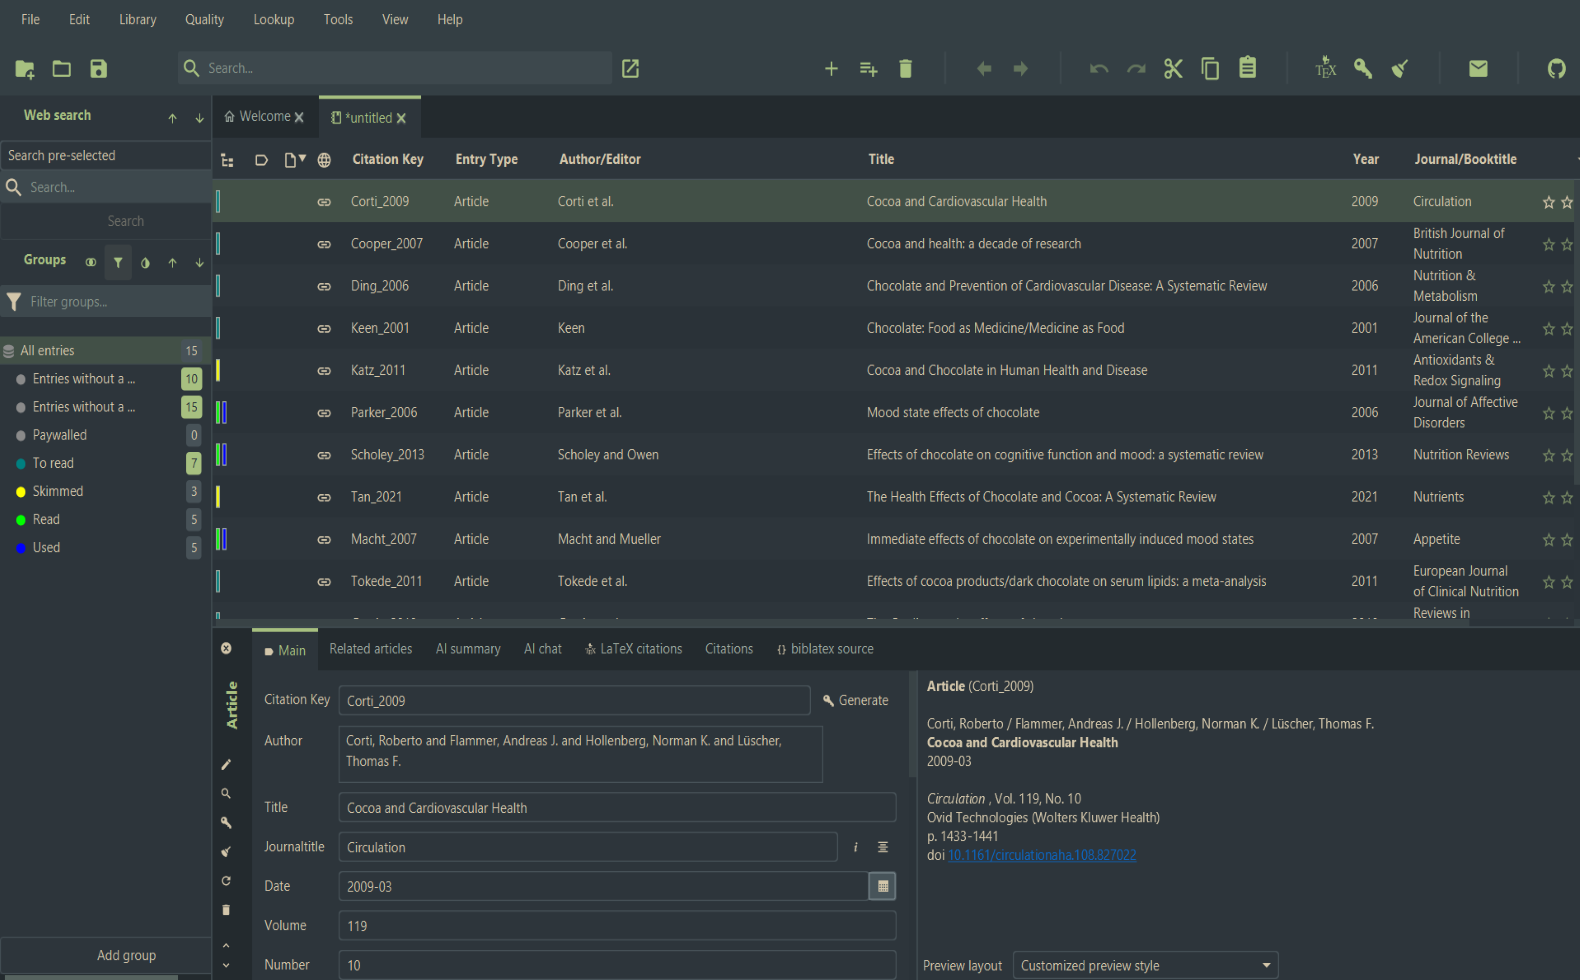 File Edit Library Quality Lookup Tools View Help
Search...
TEX
Web search
Search pre-selected
Search...
Search
Groups
Filter groups...
All entries 15
Entries without a ... 10
Entries without a ... 15
Paywalled 0
To read 7
Skimmed 3
Read 5
Used 5
Add group
Welcome
*untitled
Citation Key Entry Type Author/Editor Title Year Journal/Booktitle
Corti_2009 Article Corti et al. Cocoa and Cardiovascular Health 2009 Circulation
Cooper_2007 Article Cooper et al. Cocoa and health: a decade of research 2007 British Journal of
Nutrition
Ding_2006 Article Ding et al. Chocolate and Prevention of Cardiovascular Disease: A Systematic Review 2006 Nutrition &
Metabolism
Keen_2001 Article Keen Chocolate: Food as Medicine/Medicine as Food 2001 Journal of the
American College ...
Katz_2011 Article Katz et al. Cocoa and Chocolate in Human Health and Disease 2011 Antioxidants &
Redox Signaling
Parker_2006 Article Parker et al. Mood state effects of chocolate 2006 Journal of Affective
Disorders
Scholey_2013 Article Scholey and Owen Effects of chocolate on cognitive function and mood: a systematic review 2013 Nutrition Reviews
Tan_2021 Article Tan et al. The Health Effects of Chocolate and Cocoa: A Systematic Review 2021 Nutrients
Macht_2007 Article Macht and Mueller Immediate effects of chocolate on experimentally induced mood states 2007 Appetite
Tokede_2011 Article Tokede et al. Effects of cocoa products/dark chocolate on serum lipids: a meta-analysis 2011 European Journal
of Clinical Nutrition
Reviews in
Main Related articles AI summary AI chat LaTeX citations Citations {} biblatex source
Article
Citation Key Corti_2009 Generate
Author Corti, Roberto and Flammer, Andreas J. and Hollenberg, Norman K. and Lüscher,
Thomas F.
Title Cocoa and Cardiovascular Health
Journaltitle Circulation i
Date 2009-03
Volume 119
Number 10
Article (Corti_2009)
Corti, Roberto / Flammer, Andreas J. / Hollenberg, Norman K. / Lüscher, Thomas F.
Cocoa and Cardiovascular Health
2009-03
Circulation , Vol. 119, No. 10
Ovid Technologies (Wolters Kluwer Health)
p. 1433-1441
doi 10.1161/circulationaha.108.827022
Preview layout Customized preview style